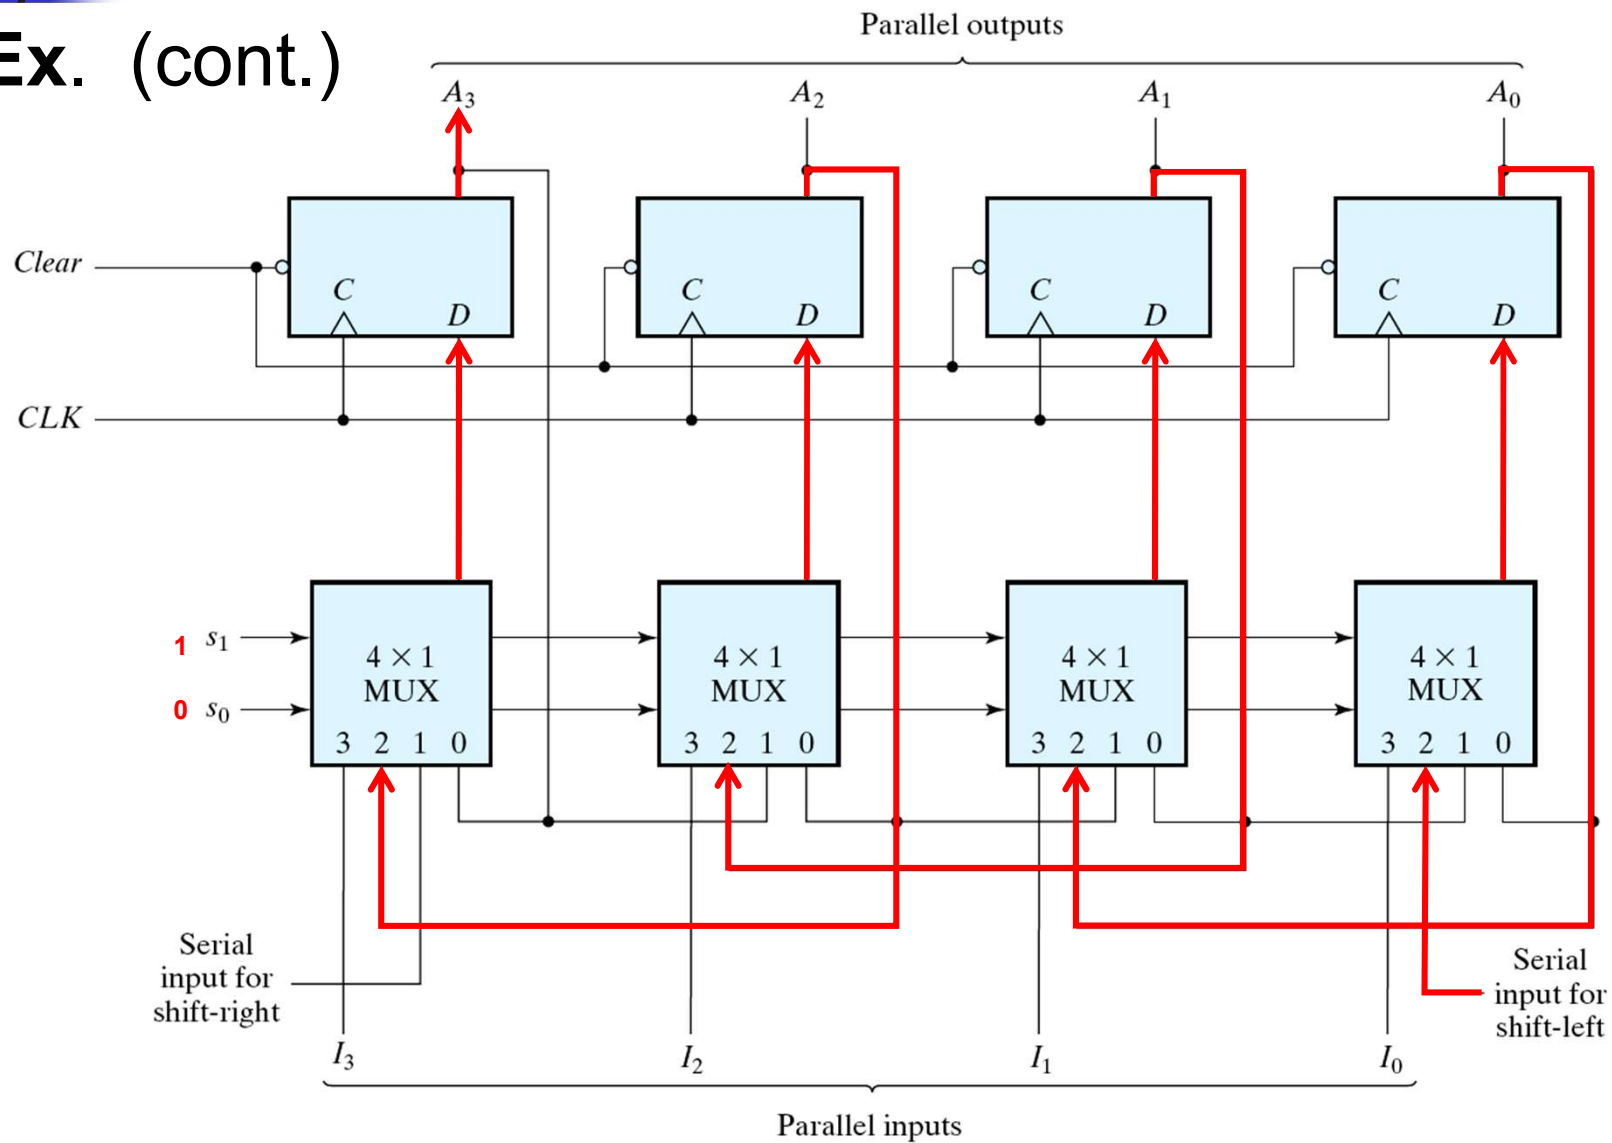 Ex. (cont.)
Parallel outputs
A₃ A₂ A₁ A₀
Clear
C D C D C D C D
CLK
1 s₁
0 s₀
4 × 1 MUX
3 2 1 0
4 × 1 MUX
3 2 1 0
4 × 1 MUX
3 2 1 0
4 × 1 MUX
3 2 1 0
Serial
input for
shift-right
Serial
input for
shift-left
I₃ I₂ I₁ I₀
Parallel inputs